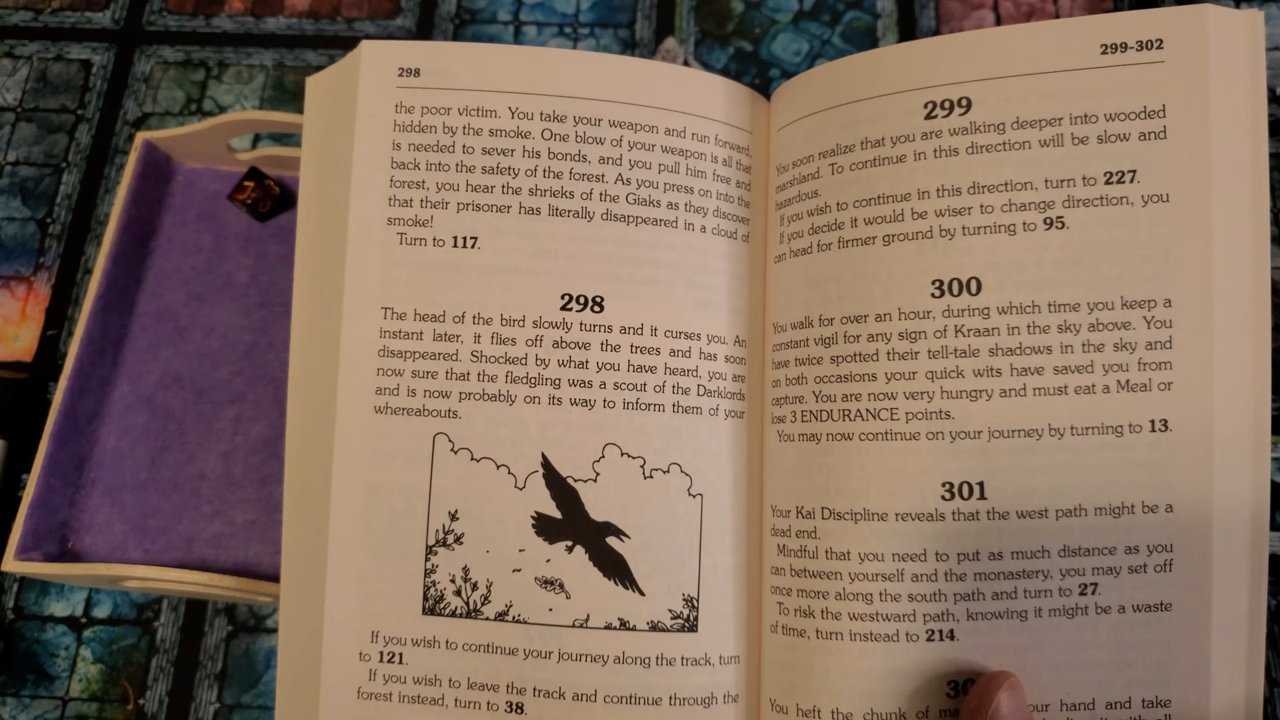 298
the poor victim. You take your weapon and run forward,
hidden by the smoke. One blow of your weapon is all that
is needed to sever his bonds, and you pull him free and
back into the safety of the forest. As you press on into the
forest, you hear the shrieks of the Giaks as they discover
that their prisoner has literally disappeared in a cloud of
smoke!
Turn to 117.
298
The head of the bird slowly turns and it curses you. An
instant later, it flies off above the trees and has soon
disappeared. Shocked by what you have heard, you are
now sure that the fledgling was a scout of the Darklords
and is now probably on its way to inform them of your
whereabouts.
If you wish to continue your journey along the track, turn
to 121.
If you wish to leave the track and continue through the
forest instead, turn to 38.
299-302
299
You soon realize that you are walking deeper into wooded
marshland. To continue in this direction will be slow and
hazardous.
If you wish to continue in this direction, turn to 227.
If you decide it would be wiser to change direction, you
can head for firmer ground by turning to 95.
300
You walk for over an hour, during which time you keep a
constant vigil for any sign of Kraan in the sky above. You
have twice spotted their tell-tale shadows in the sky and
on both occasions your quick wits have saved you from
capture. You are now very hungry and must eat a Meal or
lose 3 ENDURANCE points.
You may now continue on your journey by turning to 13.
301
Your Kai Discipline reveals that the west path might be a
dead end.
Mindful that you need to put as much distance as you
can between yourself and the monastery, you may set off
once more along the south path and turn to 27.
To risk the westward path, knowing it might be a waste
of time, turn instead to 214.
You heft the chunk of hand and take